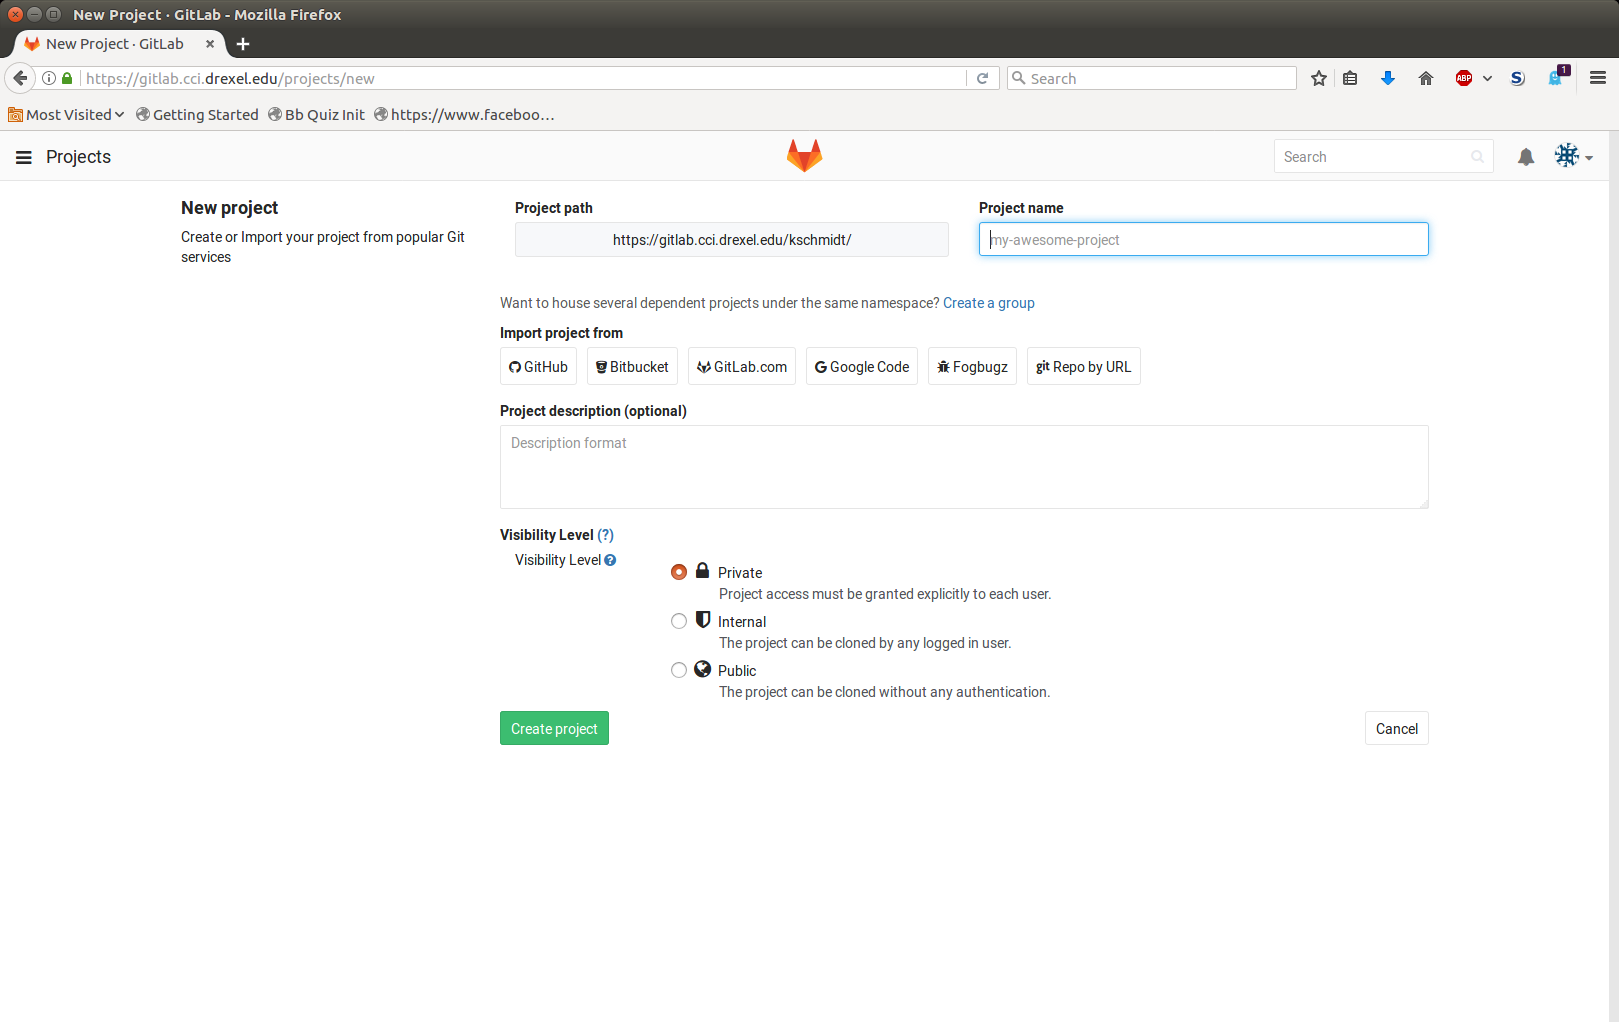 New Project · GitLab - Mozilla Firefox
New Project · GitLab
https://gitlab.cci.drexel.edu/projects/new
Search
ABP
S
1
Most Visited
Getting Started
Bb Quiz Init
https://www.faceboo...
Projects
Search
New project
Create or Import your project from popular Git
services
Project path
https://gitlab.cci.drexel.edu/kschmidt/
Project name
my-awesome-project
Want to house several dependent projects under the same namespace? Create a group
Import project from
GitHub
Bitbucket
GitLab.com
Google Code
Fogbugz
git Repo by URL
Project description (optional)
Description format
Visibility Level (?)
Visibility Level ?
Private
Project access must be granted explicitly to each user.
Internal
The project can be cloned by any logged in user.
Public
The project can be cloned without any authentication.
Create project
Cancel